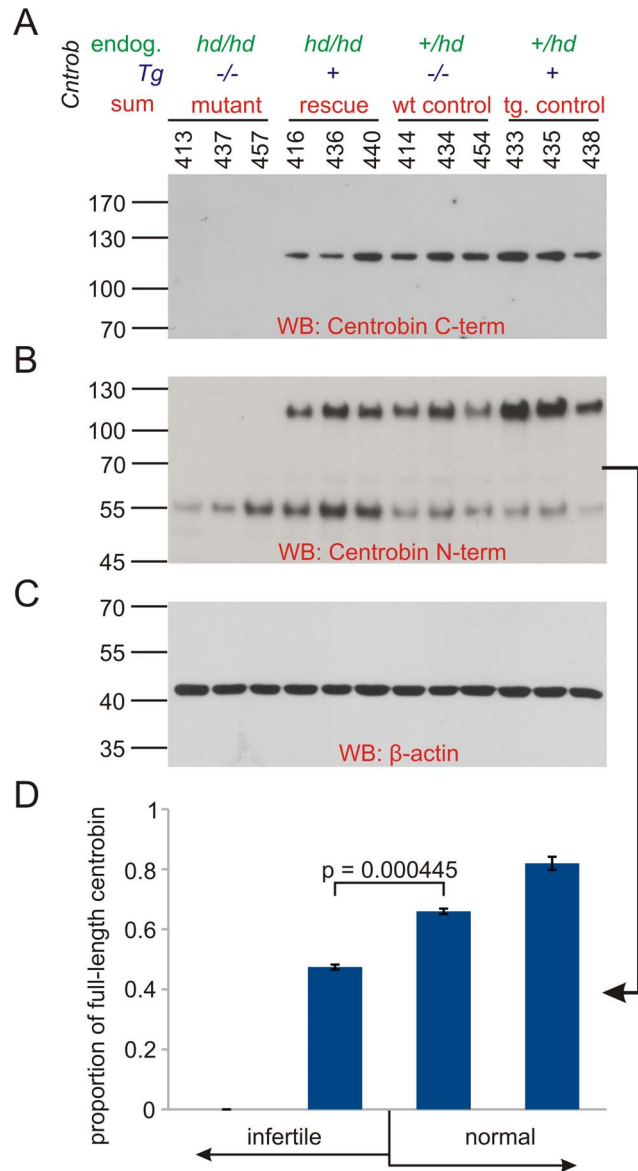 A
Cntrob
endog. hd/hd hd/hd +/hd +/hd
Tg -/- + -/- +
sum mutant rescue wt control tg. control
413 437 457 416 436 440 414 434 454 433 435 438
170
130
100
70
WB: Centrobin C-term
B
130
100
70
55
45
WB: Centrobin N-term
C
70
55
40
35
WB: β-actin
D
proportion of full-length centrobin
1
0.8
0.6
0.4
0.2
0
p = 0.000445
infertile normal